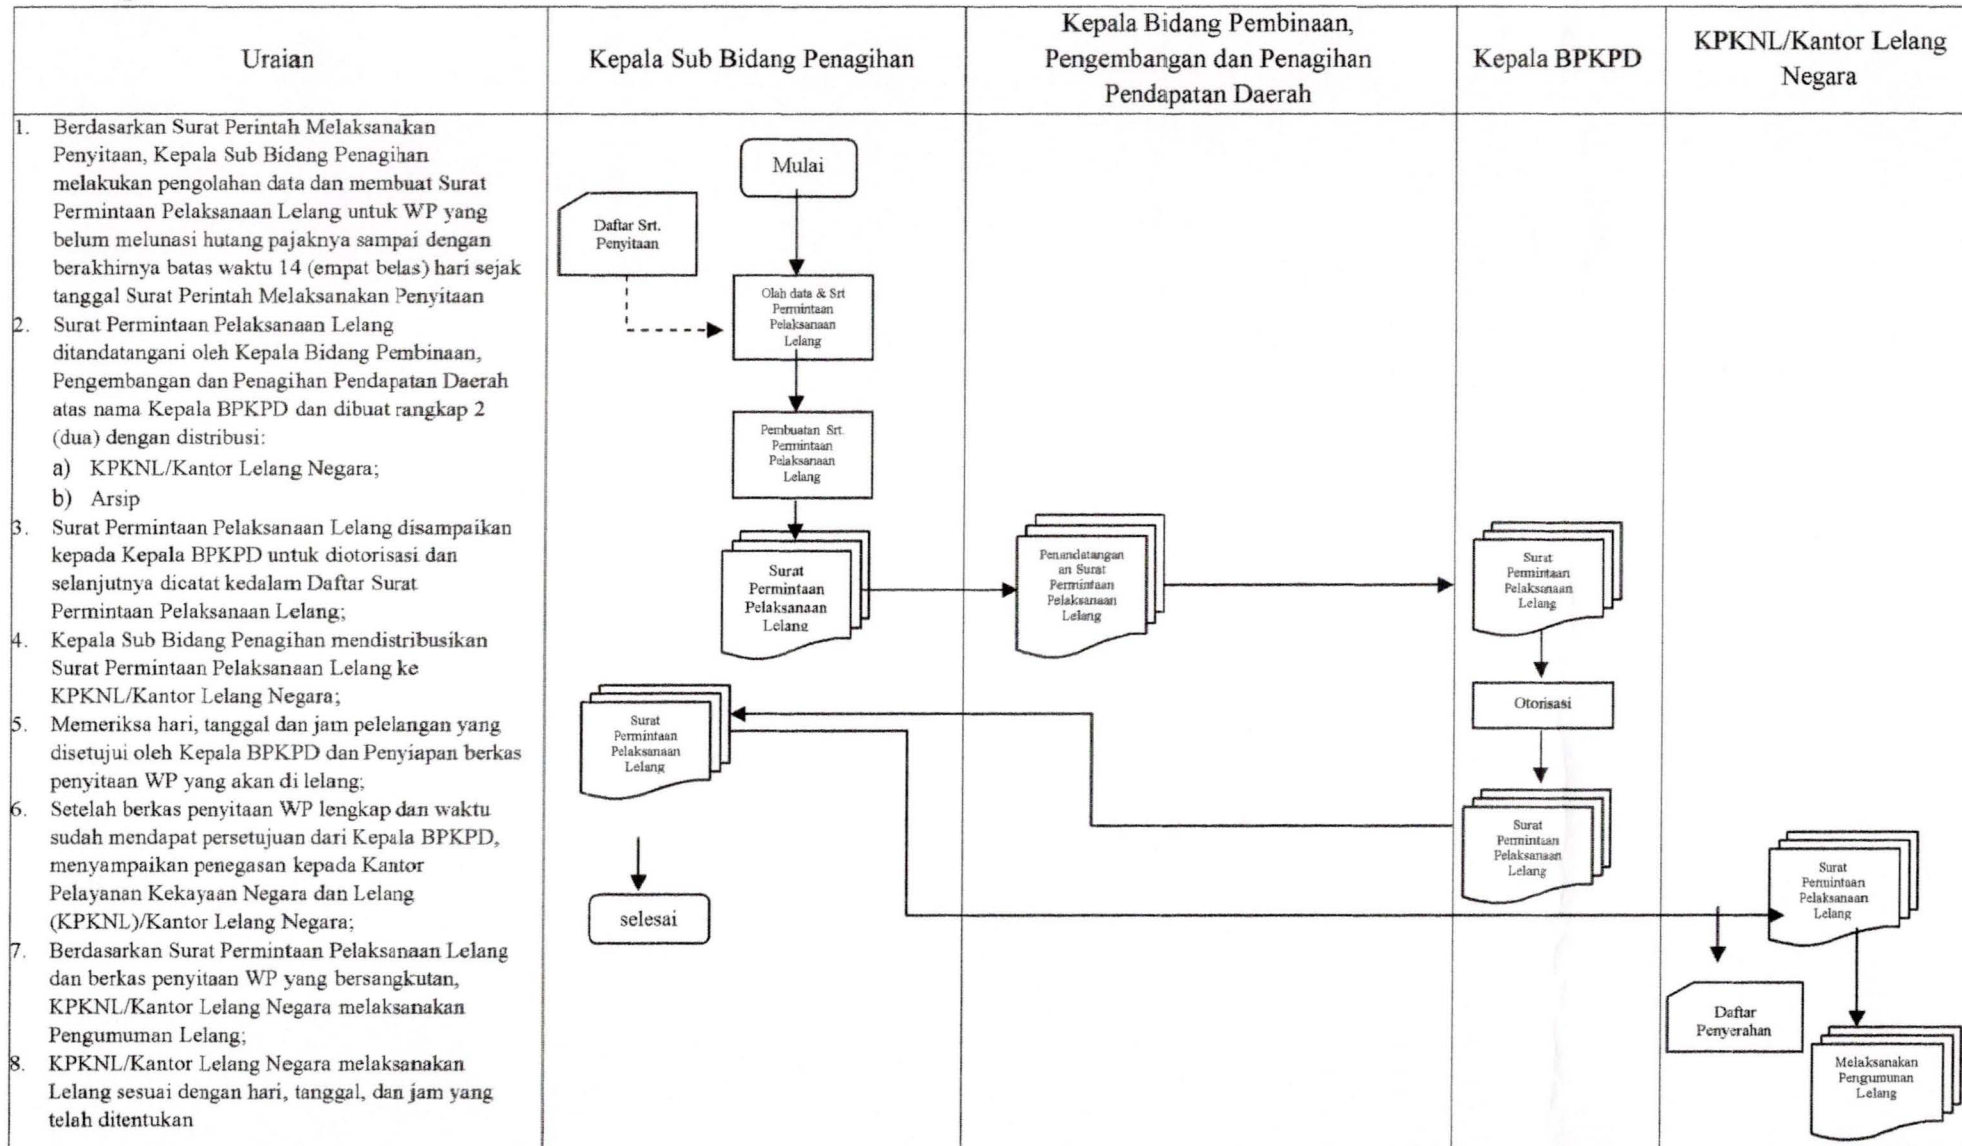 Uraian
Kepala Sub Bidang Penagihan
Kepala Bidang Pembinaan,
Pengembangan dan Penagihan
Pendapatan Daerah
Kepala BPKPD
KPKNL/Kantor Lelang
Negara
1. Berdasarkan Surat Perintah Melaksanakan
Penyitaan, Kepala Sub Bidang Penagihan
melakukan pengolahan data dan membuat Surat
Permintaan Pelaksanaan Lelang untuk WP yang
belum melunasi hutang pajaknya sampai dengan
berakhirnya batas waktu 14 (empat belas) hari sejak
tanggal Surat Perintah Melaksanakan Penyitaan
2. Surat Permintaan Pelaksanaan Lelang
ditandatangani oleh Kepala Bidang Pembinaan,
Pengembangan dan Penagihan Pendapatan Daerah
atas nama Kepala BPKPD dan dibuat rangkap 2
(dua) dengan distribusi:
a) KPKNL/Kantor Lelang Negara;
b) Arsip
3. Surat Permintaan Pelaksanaan Lelang disampaikan
kepada Kepala BPKPD untuk diotorisasi dan
selanjutnya dicatat kedalam Daftar Surat
Permintaan Pelaksanaan Lelang;
4. Kepala Sub Bidang Penagihan mendistribusikan
Surat Permintaan Pelaksanaan Lelang ke
KPKNL/Kantor Lelang Negara;
5. Memeriksa hari, tanggal dan jam pelelangan yang
disetujui oleh Kepala BPKPD dan Penyiapan berkas
penyitaan WP yang akan di lelang;
6. Setelah berkas penyitaan WP lengkap dan waktu
sudah mendapat persetujuan dari Kepala BPKPD,
menyampaikan penegasan kepada Kantor
Pelayanan Kekayaan Negara dan Lelang
(KPKNL)/Kantor Lelang Negara;
7. Berdasarkan Surat Permintaan Pelaksanaan Lelang
dan berkas penyitaan WP yang bersangkutan,
KPKNL/Kantor Lelang Negara melaksanakan
Pengumuman Lelang;
8. KPKNL/Kantor Lelang Negara melaksanakan
Lelang sesuai dengan hari, tanggal, dan jam yang
telah ditentukan
Mulai
Daftar Srt.
Penyitaan
Olah data & Srt
Permintaan
Pelaksanaan
Lelang
Pembuatan Srt.
Permintaan
Pelaksanaan
Lelang
Surat
Permintaan
Pelaksanaan
Lelang
Penandatangan
an Surat
Permintaan
Pelaksanaan
Lelang
Surat
Permintaan
Pelaksanaan
Lelang
Otorisasi
Surat
Permintaan
Pelaksanaan
Lelang
Surat
Permintaan
Pelaksanaan
Lelang
selesai
Surat
Permintaan
Pelaksanaan
Lelang
Daftar
Penyerahan
Melaksanakan
Pengumunan
Lelang